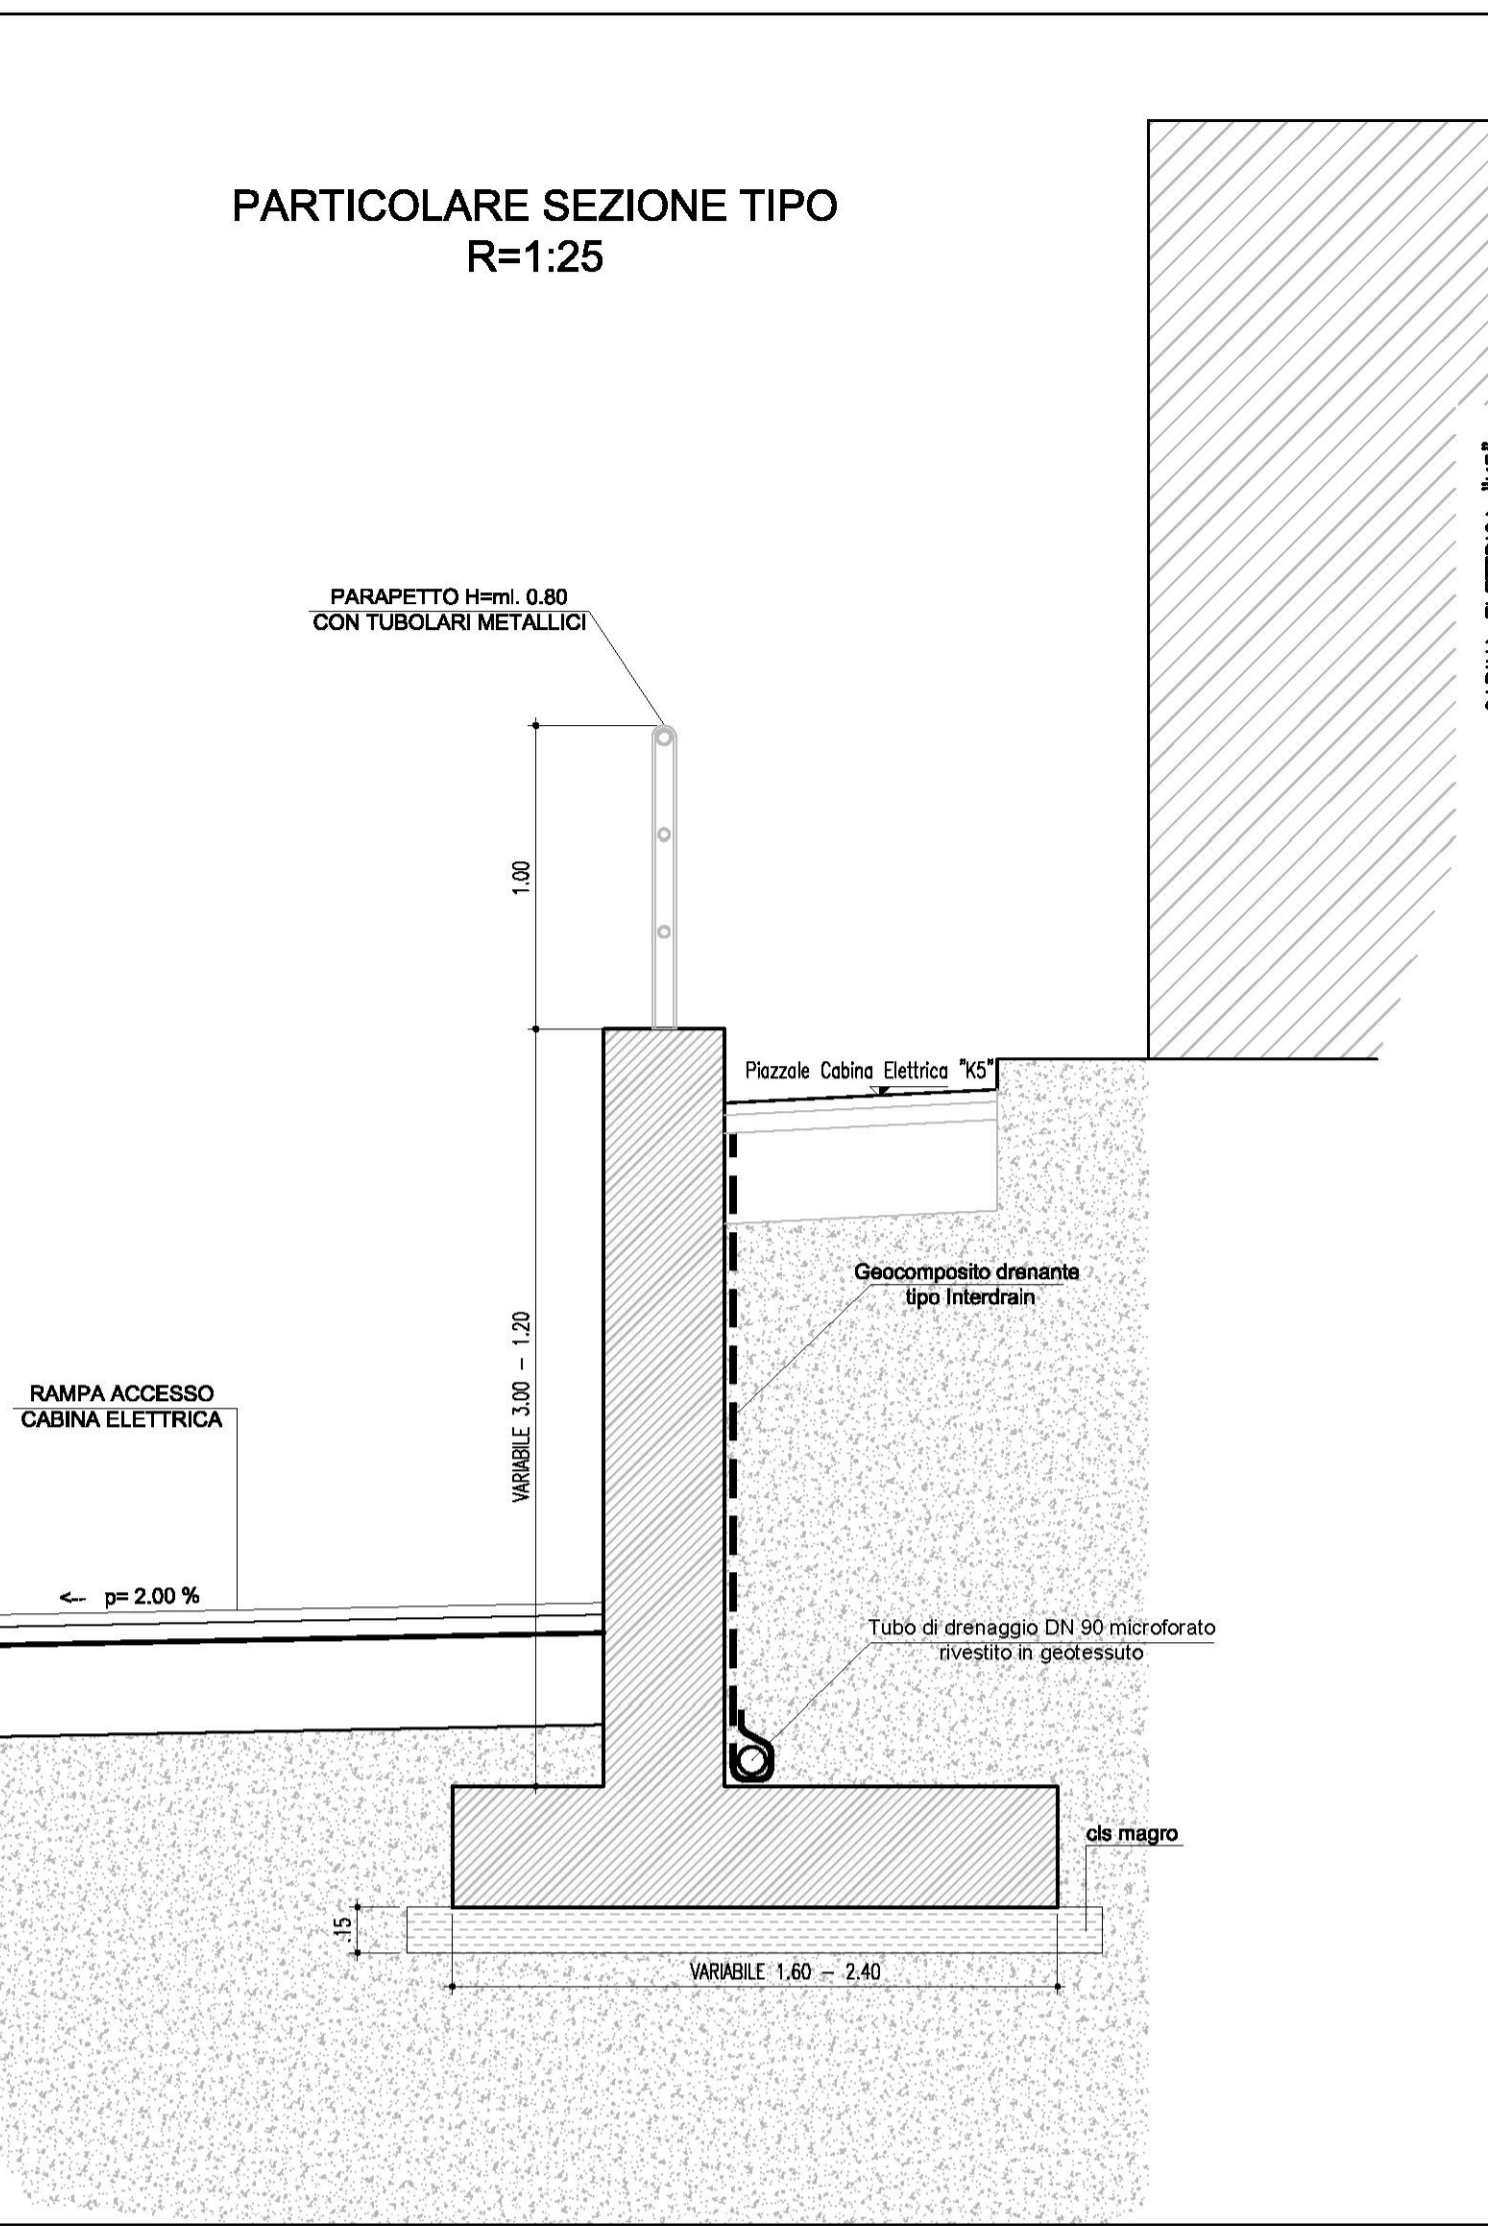 PARTICOLARE SEZIONE TIPO
R=1:25
PARAPETTO H=ml. 0.80
CON TUBOLARI METALLICI
1.00
Piazzale Cabina Elettrica "K5"
Geocomposito drenante
tipo Interdrain
VARIABILE 3.00 - 1.20
RAMPA ACCESSO
CABINA ELETTRICA
<-- p= 2.00 %
Tubo di drenaggio DN 90 microforato
rivestito in geotessuto
cls magro
.15
VARIABILE 1.60 - 2.40